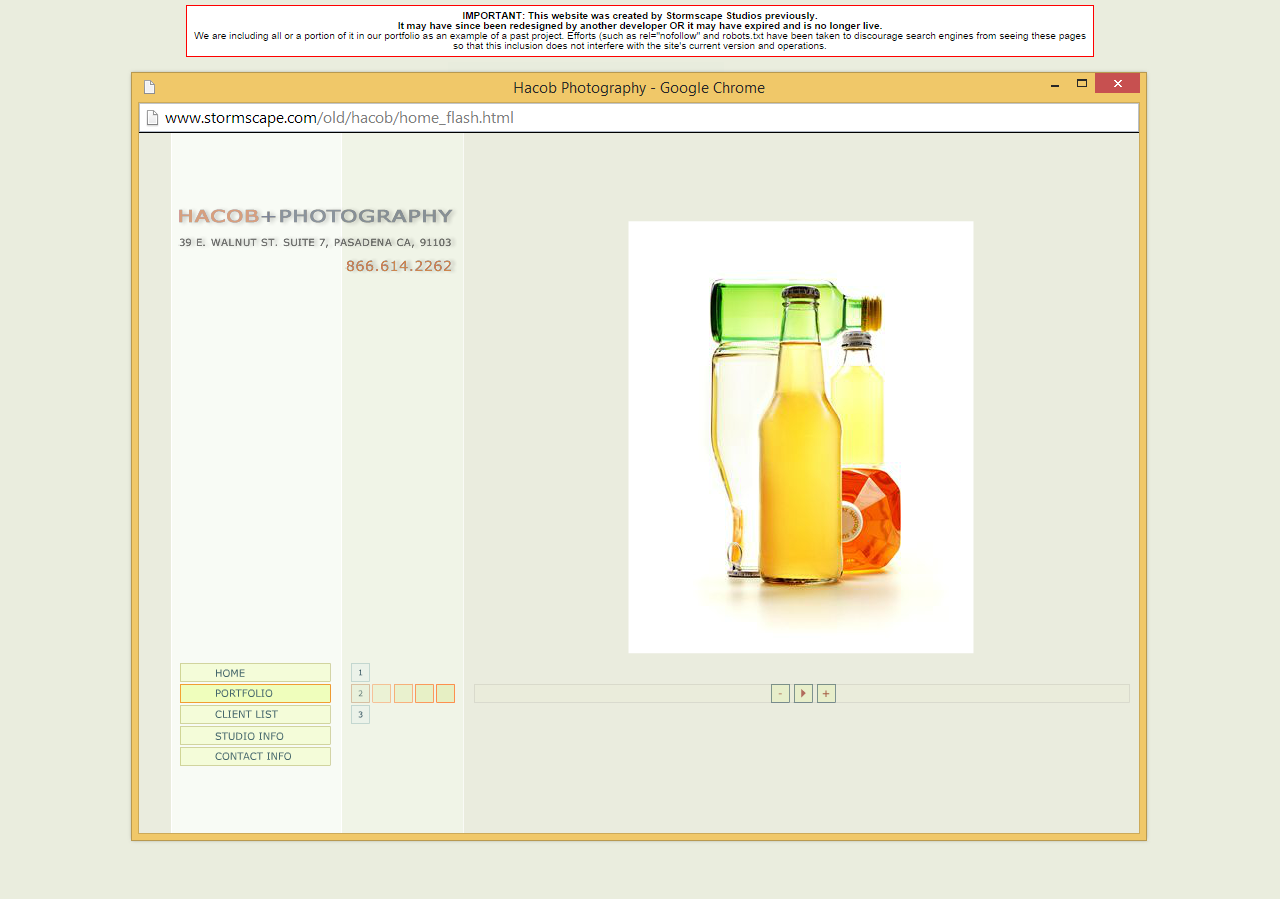 IMPORTANT: This website was created by Stormscape Studios previously.
It may have since been redesigned by another developer OR it may have expired and is no longer live.
We are including all or a portion of it in our portfolio as an example of a past project. Efforts (such as rel="nofollow" and robots.txt have been taken to discourage search engines from seeing these pages
so that this inclusion does not interfere with the site's current version and operations.
Hacob Photography - Google Chrome
www.stormscape.com/old/hacob/home_flash.html
HACOB+PHOTOGRAPHY
39 E. WALNUT ST. SUITE 7, PASADENA CA, 91103
866.614.2262
HOME 1
PORTFOLIO 2 - +
CLIENT LIST 3
STUDIO INFO
CONTACT INFO